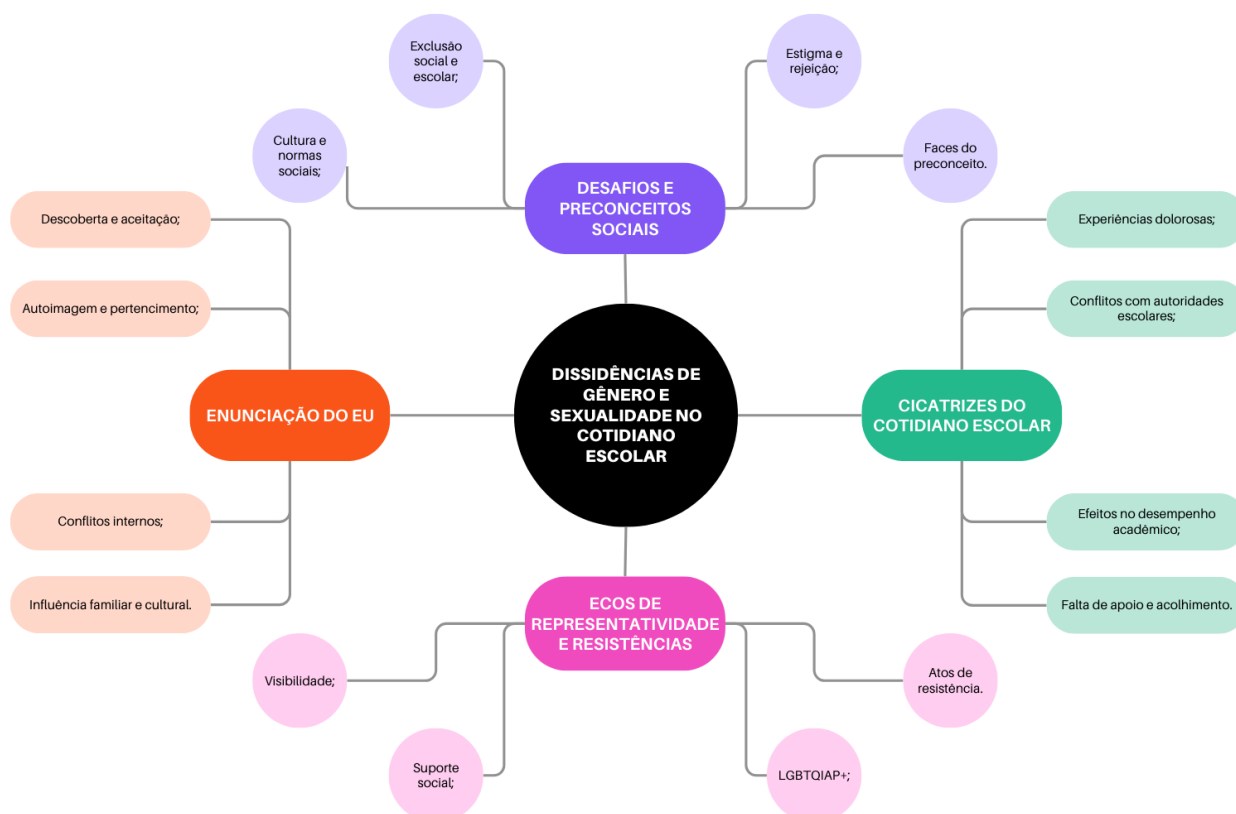 Exclusão
social e
escolar;
Estigma e
rejeição;
Cultura e
normas
sociais;
Faces do
preconceito.
DESAFIOS E
PRECONCEITOS
SOCIAIS
Descoberta e aceitação;
Autoimagem e pertencimento;
ENUNCIAÇÃO DO EU
Conflitos internos;
Influência familiar e cultural.
DISSIDÊNCIAS DE
GÊNERO E
SEXUALIDADE NO
COTIDIANO
ESCOLAR
Experiências dolorosas;
Conflitos com autoridades
escolares;
CICATRIZES DO
COTIDIANO ESCOLAR
Efeitos no desempenho
acadêmico;
Falta de apoio e acolhimento.
ECOS DE
REPRESENTATIVIDADE
E RESISTÊNCIAS
Visibilidade;
Suporte
social;
LGBTQIAP+;
Atos de
resistência.